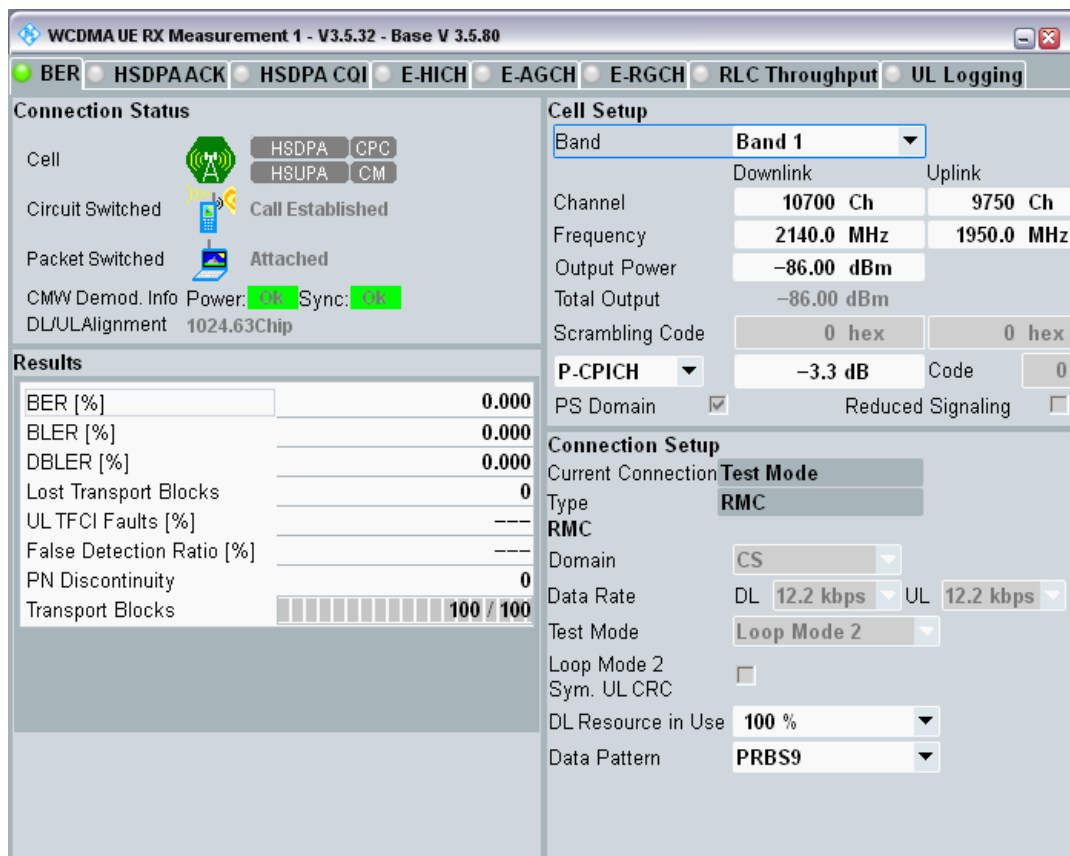 WCDMA UE RX Measurement 1 - V3.5.32 - Base V 3.5.80
BER HSDPA ACK HSDPA CQI E-HICH E-AGCH E-RGCH RLC Throughput UL Logging
Connection Status
Cell HSDPA CPC
HSUPA CM
Circuit Switched Call Established
Packet Switched Attached
CMW Demod. Info Power: Ok Sync: Ok
DL/ULAlignment 1024.63Chip
Results
BER [%] 0.000
BLER [%] 0.000
DBLER [%] 0.000
Lost Transport Blocks 0
UL TFCI Faults [%] ---
False Detection Ratio [%] ---
PN Discontinuity 0
Transport Blocks 100 / 100
Cell Setup
Band Band 1
Downlink Uplink
Channel 10700 Ch 9750 Ch
Frequency 2140.0 MHz 1950.0 MHz
Output Power -86.00 dBm
Total Output -86.00 dBm
Scrambling Code 0 hex 0 hex
P-CPICH -3.3 dB Code 0
PS Domain Reduced Signaling
Connection Setup
Current Connection Test Mode
Type RMC
RMC
Domain CS
Data Rate DL 12.2 kbps UL 12.2 kbps
Test Mode Loop Mode 2
Loop Mode 2
Sym. UL CRC
DL Resource in Use 100 %
Data Pattern PRBS9